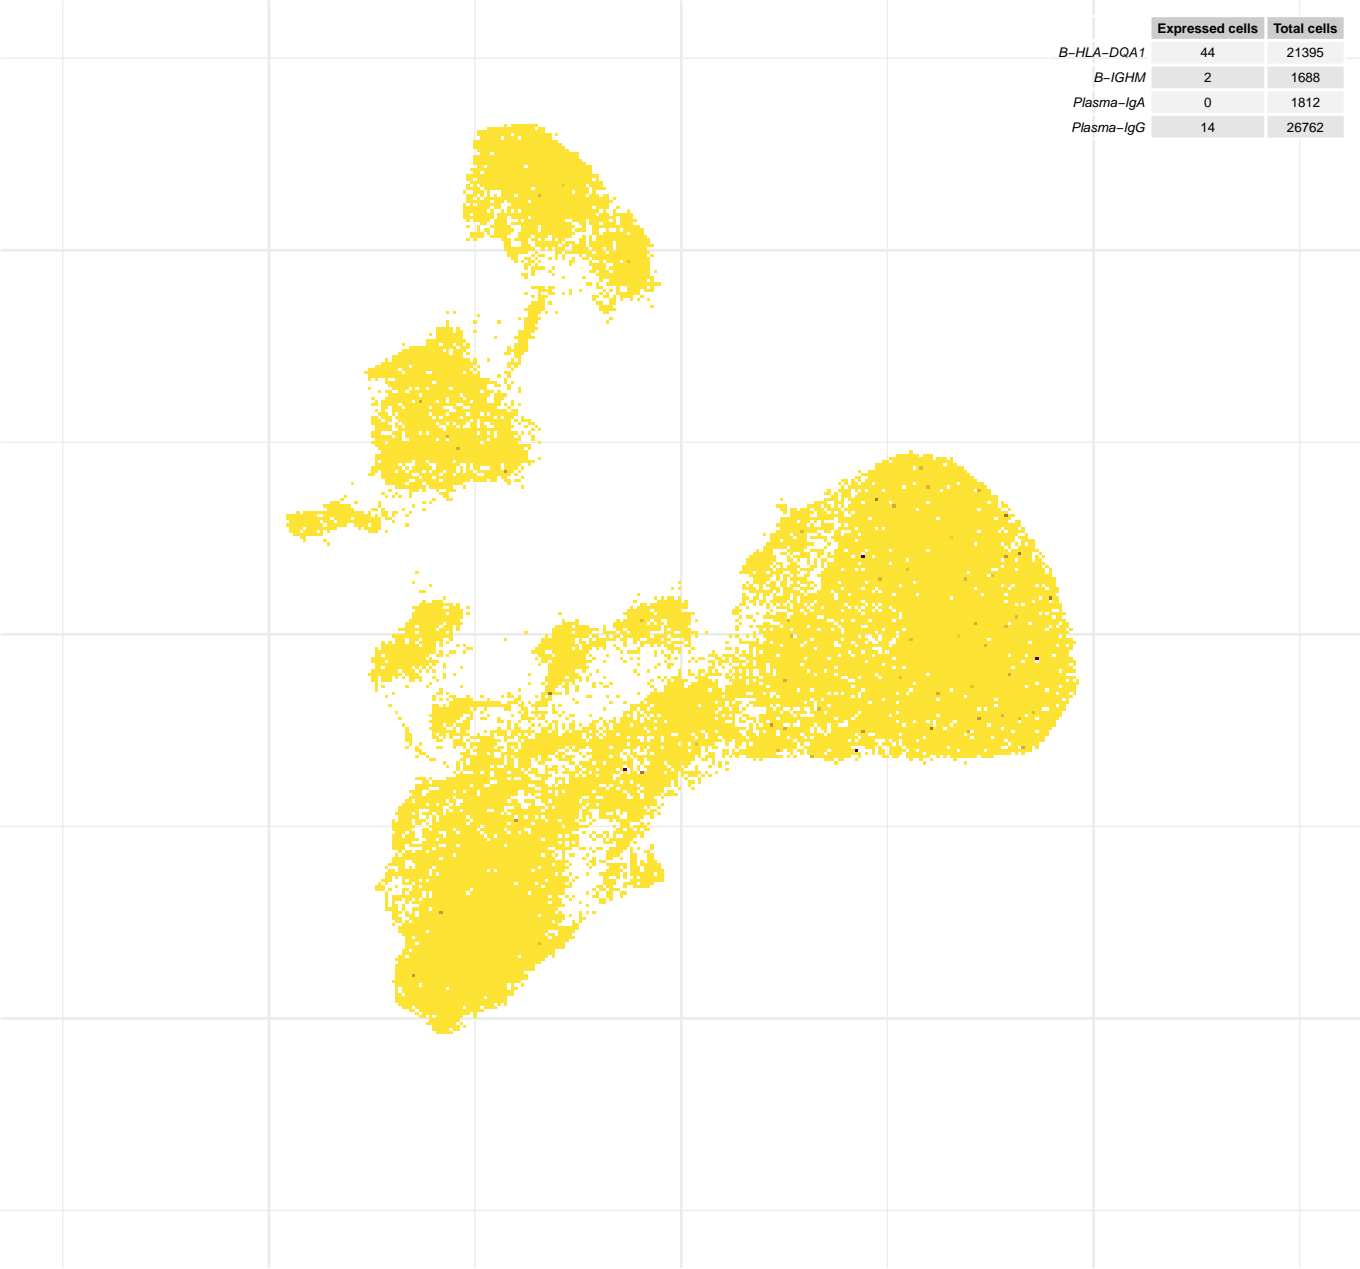 Expressed cells Total cells
B−HLA−DQA1 44 21395
B−IGHM 2 1688
Plasma−IgA 0 1812
Plasma−IgG 14 26762